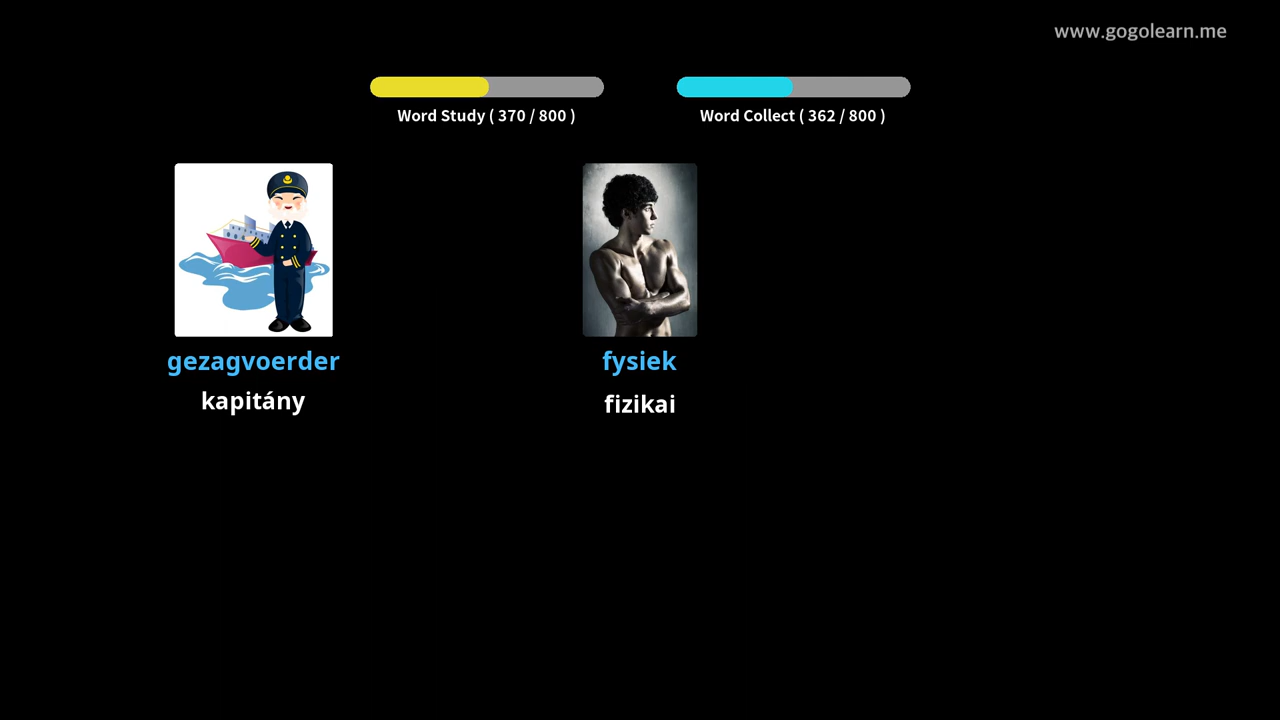 www.gogolearn.me
Word Study ( 370 / 800 )
Word Collect ( 362 / 800 )
gezagvoerder
kapitány
fysiek
fizikai